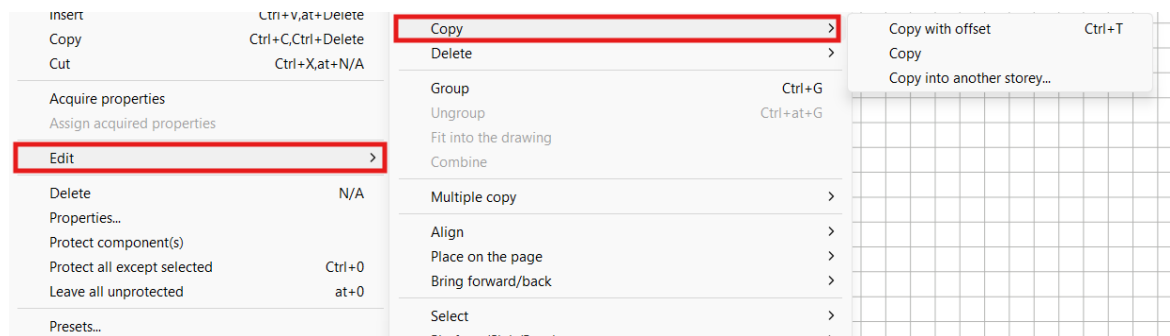 Insert Ctrl+V,at+Delete
Copy Ctrl+C,Ctrl+Delete
Cut Ctrl+X,at+N/A
Acquire properties
Assign acquired properties
Edit
Delete N/A
Properties...
Protect component(s)
Protect all except selected Ctrl+0
Leave all unprotected at+0
Presets...
Copy
Delete
Group Ctrl+G
Ungroup Ctrl+at+G
Fit into the drawing
Combine
Multiple copy
Align
Place on the page
Bring forward/back
Select
Copy with offset Ctrl+T
Copy
Copy into another storey...